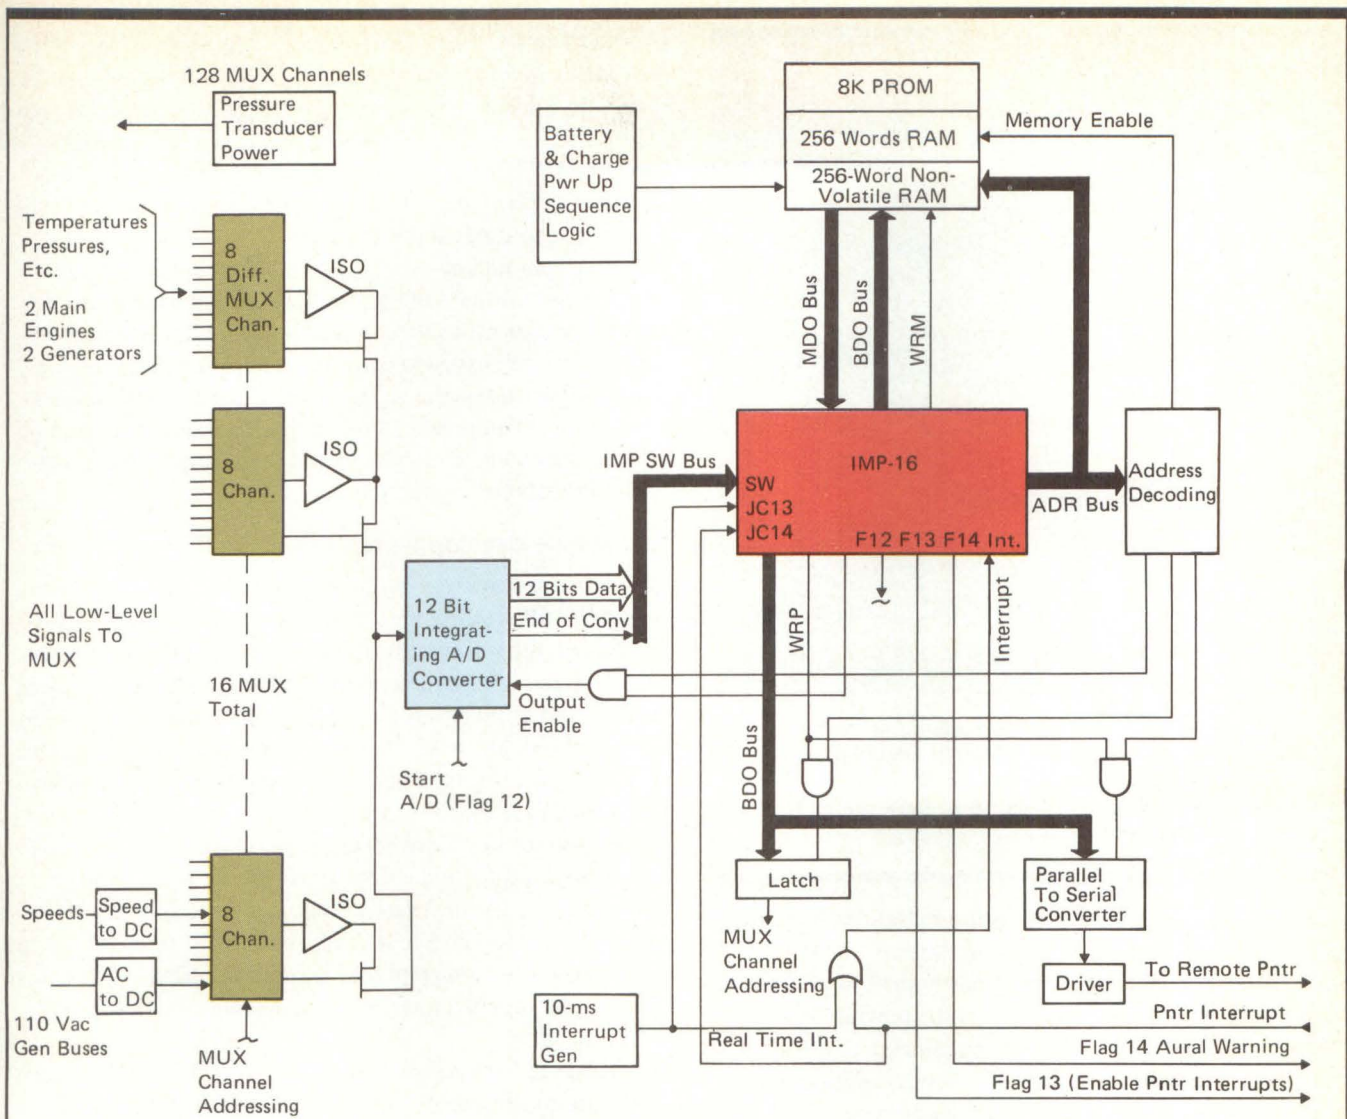 128 MUX Channels
Pressure
Transducer
Power
Battery
& Charge
Pwr Up
Sequence
Logic
8K PROM
256 Words RAM
256-Word Non-
Volatile RAM
Memory Enable
Temperatures
Pressures,
Etc.
2 Main
Engines
2 Generators
8
Diff.
MUX
Chan.
ISO
MDO Bus
BDO Bus
WRM
8
Chan.
ISO
IMP SW Bus
IMP-16
SW
JC13
JC14
F12 F13 F14 Int.
ADR Bus
Address
Decoding
All Low-Level
Signals To
MUX
16 MUX
Total
12 Bit
Integrat-
ing A/D
Converter
12 Bits Data
End of Conv
Output
Enable
Start
A/D (Flag 12)
WRP
BDO Bus
Interrupt
Speeds
Speed
to DC
AC
to DC
110 Vac
Gen Buses
8
Chan.
ISO
MUX
Channel
Addressing
Latch
MUX
Channel
Addressing
Parallel
To Serial
Converter
Driver
To Remote Pntr
10-ms
Interrupt
Gen
Real Time Int.
Pntr Interrupt
Flag 14 Aural Warning
Flag 13 (Enable Pntr Interrupts)